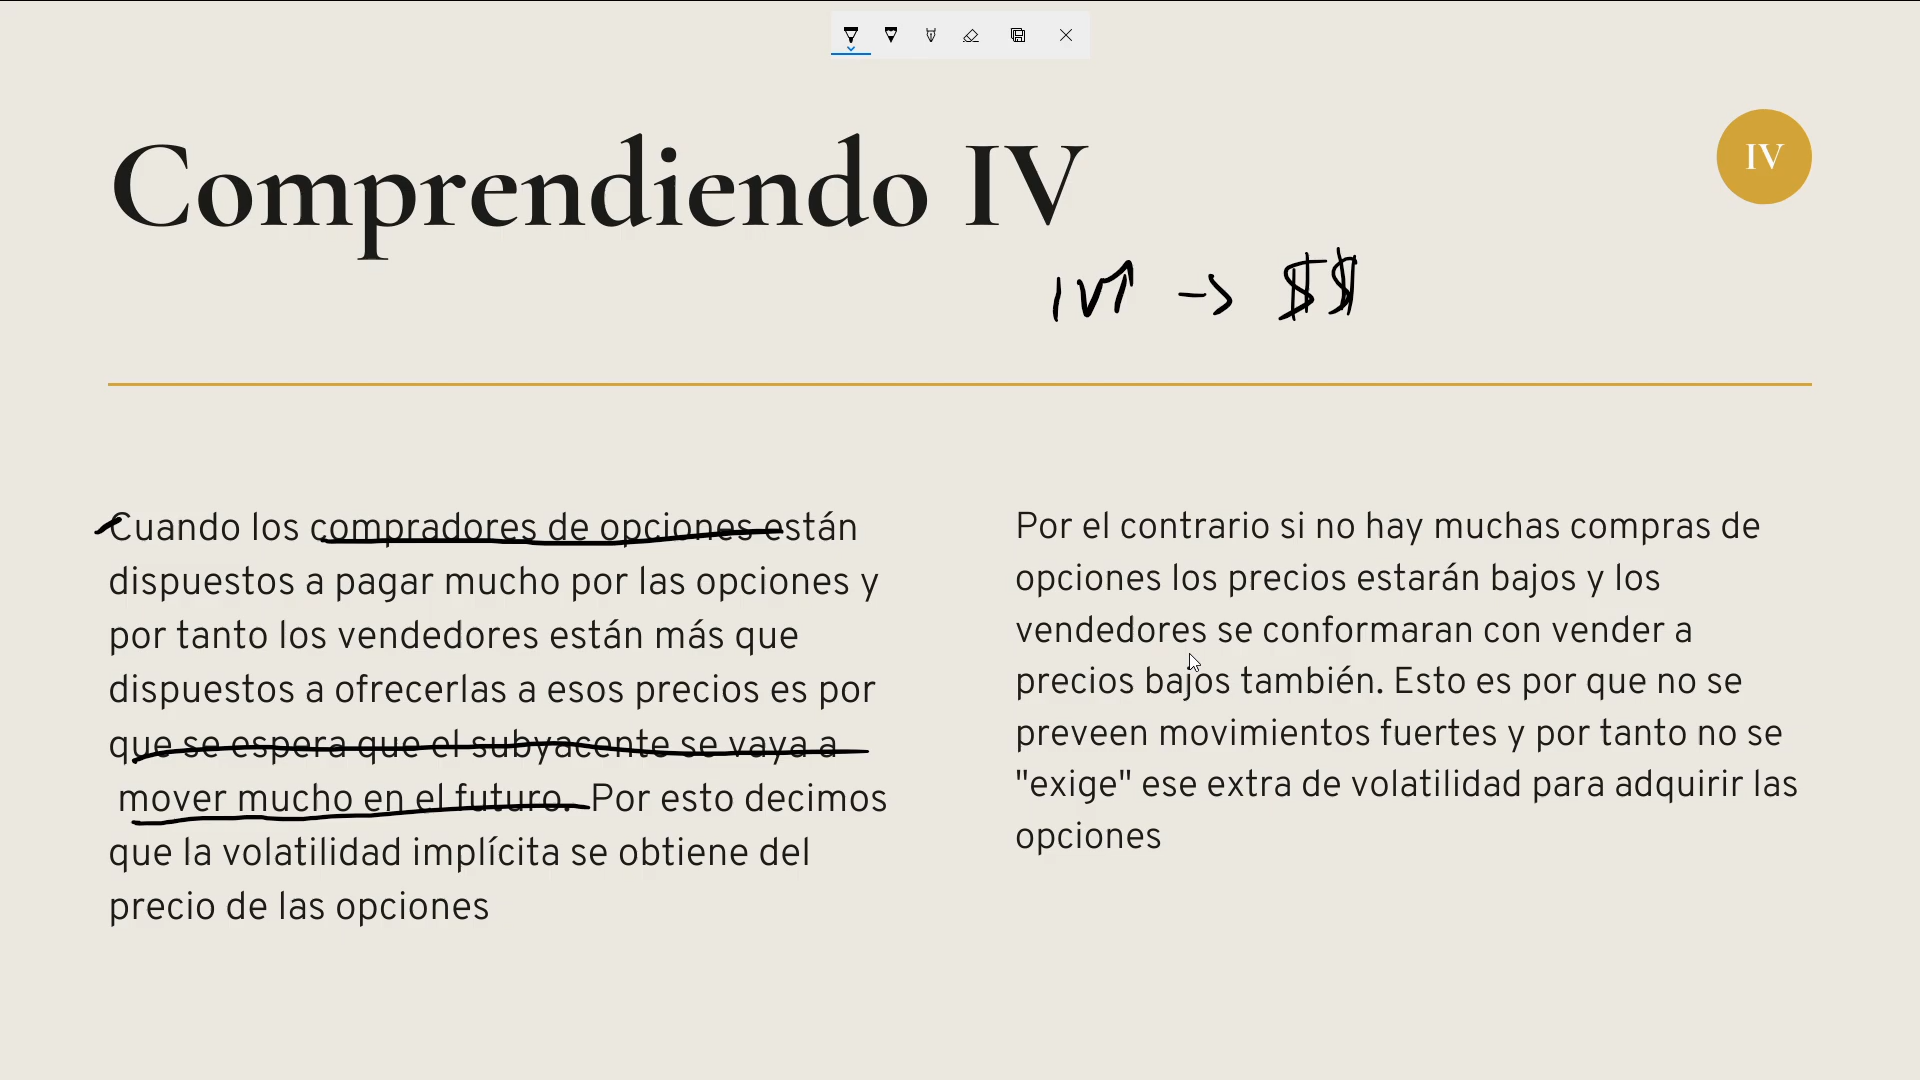 Comprendiendo IV
IV
IV↑ -> $$
Cuando los compradores de opciones están
dispuestos a pagar mucho por las opciones y
por tanto los vendedores están más que
dispuestos a ofrecerlas a esos precios es por
que se espera que el subyacente se vaya a
mover mucho en el futuro. Por esto decimos
que la volatilidad implícita se obtiene del
precio de las opciones
Por el contrario si no hay muchas compras de
opciones los precios estarán bajos y los
vendedores se conformaran con vender a
precios bajos también. Esto es por que no se
preveen movimientos fuertes y por tanto no se
"exige" ese extra de volatilidad para adquirir las
opciones